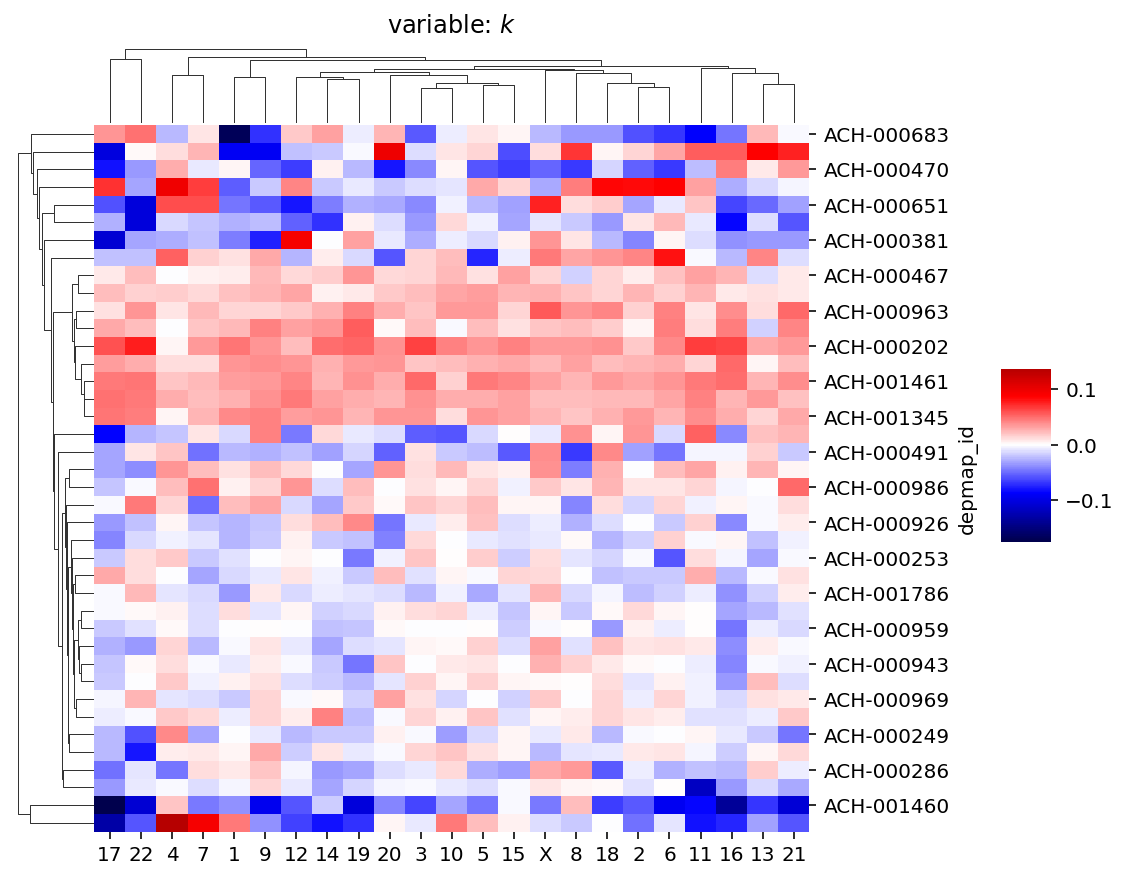 variable: k
ACH-000683
ACH-000470
ACH-000651
ACH-000381
ACH-000467
ACH-000963
ACH-000202
ACH-001461
ACH-001345
ACH-000491
ACH-000986
ACH-000926
ACH-000253
ACH-001786
ACH-000959
ACH-000943
ACH-000969
ACH-000249
ACH-000286
ACH-001460
17 22 4 7 1 9 12 14 19 20 3 10 5 15 X 8 18 2 6 11 16 13 21
depmap_id
0.1
0.0
−0.1